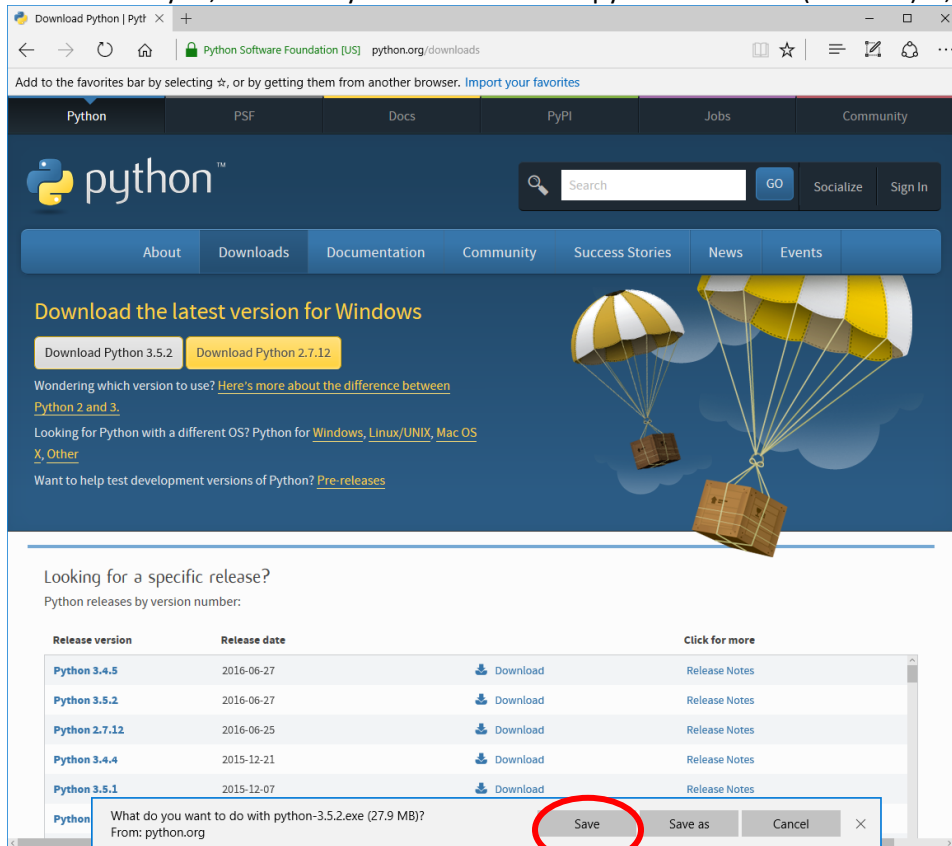 Download Python | Pyth
Python Software Foundation [US] python.org/downloads
Add to the favorites bar by selecting ☆, or by getting them from another browser. Import your favorites
Python PSF Docs PyPI Jobs Community
python™
Search GO Socialize Sign In
About Downloads Documentation Community Success Stories News Events
Download the latest version for Windows
Download Python 3.5.2 Download Python 2.7.12
Wondering which version to use? Here's more about the difference between
Python 2 and 3.
Looking for Python with a different OS? Python for Windows, Linux/UNIX, Mac OS
X, Other
Want to help test development versions of Python? Pre-releases
Looking for a specific release?
Python releases by version number:
Release version Release date Click for more
Python 3.4.5 2016-06-27 Download Release Notes
Python 3.5.2 2016-06-27 Download Release Notes
Python 2.7.12 2016-06-25 Download Release Notes
Python 3.4.4 2015-12-21 Download Release Notes
Python 3.5.1 2015-12-07 Download Release Notes
Python
What do you want to do with python-3.5.2.exe (27.9 MB)?
From: python.org
Save Save as Cancel